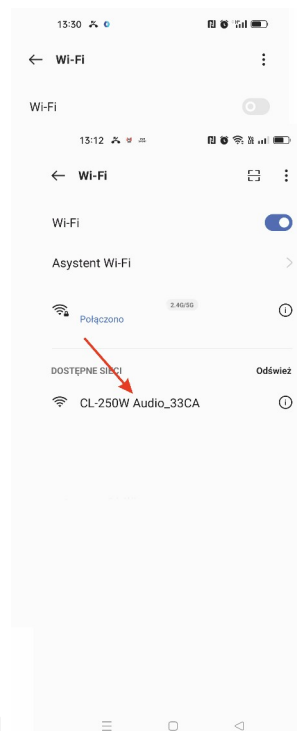 13:30
Wi-Fi
Wi-Fi
13:12
Wi-Fi
Wi-Fi
Asystent Wi-Fi
2.4G/5G
Połączono
DOSTĘPNE SIECI Odśwież
CL-250W Audio_33CA